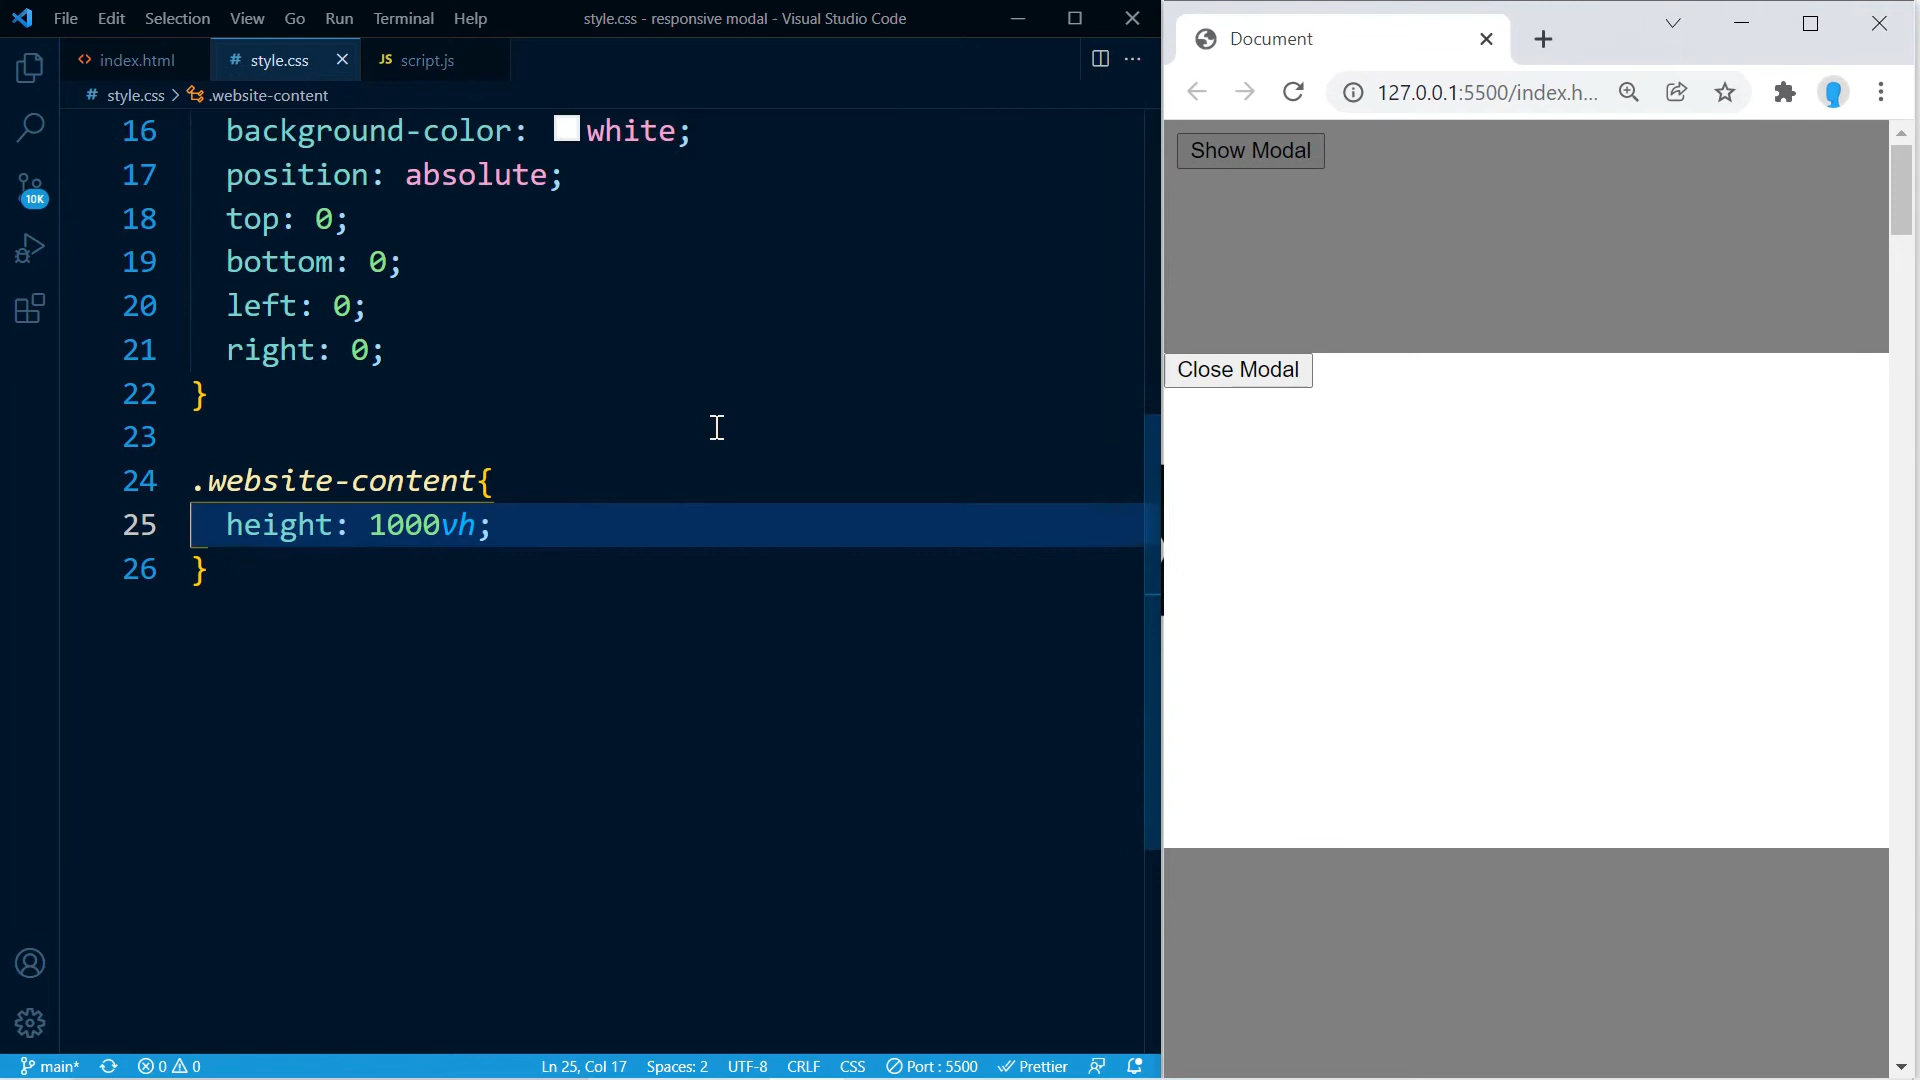 File Edit Selection View Go Run Terminal Help
style.css - responsive modal - Visual Studio Code
index.html
# style.css
JS script.js
# style.css > .website-content
10K
16 background-color: white;
17 position: absolute;
18 top: 0;
19 bottom: 0;
20 left: 0;
21 right: 0;
22 }
23
24 .website-content{
25 height: 1000vh;
26 }
main* 0 0 Ln 25, Col 17 Spaces: 2 UTF-8 CRLF CSS Port : 5500 Prettier
Document
127.0.0.1:5500/index.h...
Show Modal
Close Modal